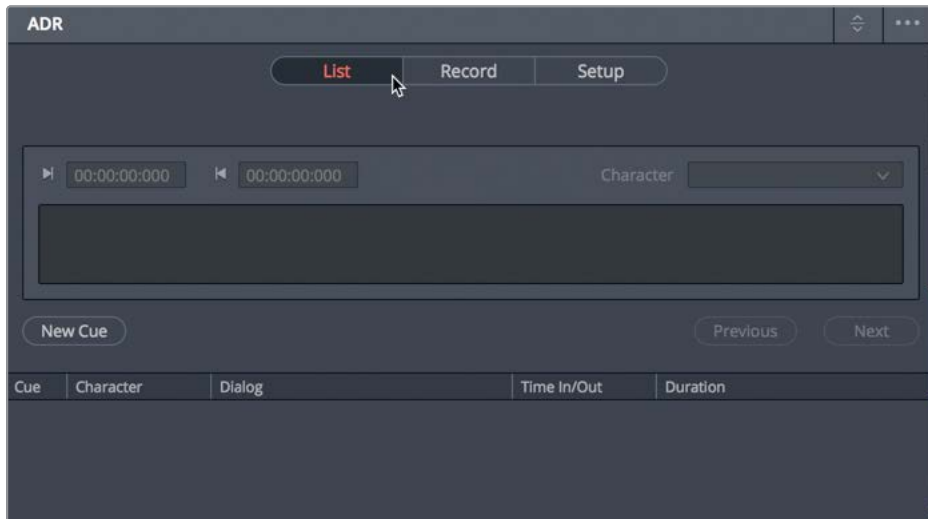 ADR
List Record Setup
00:00:00:000 00:00:00:000 Character
New Cue Previous Next
Cue Character Dialog Time In/Out Duration